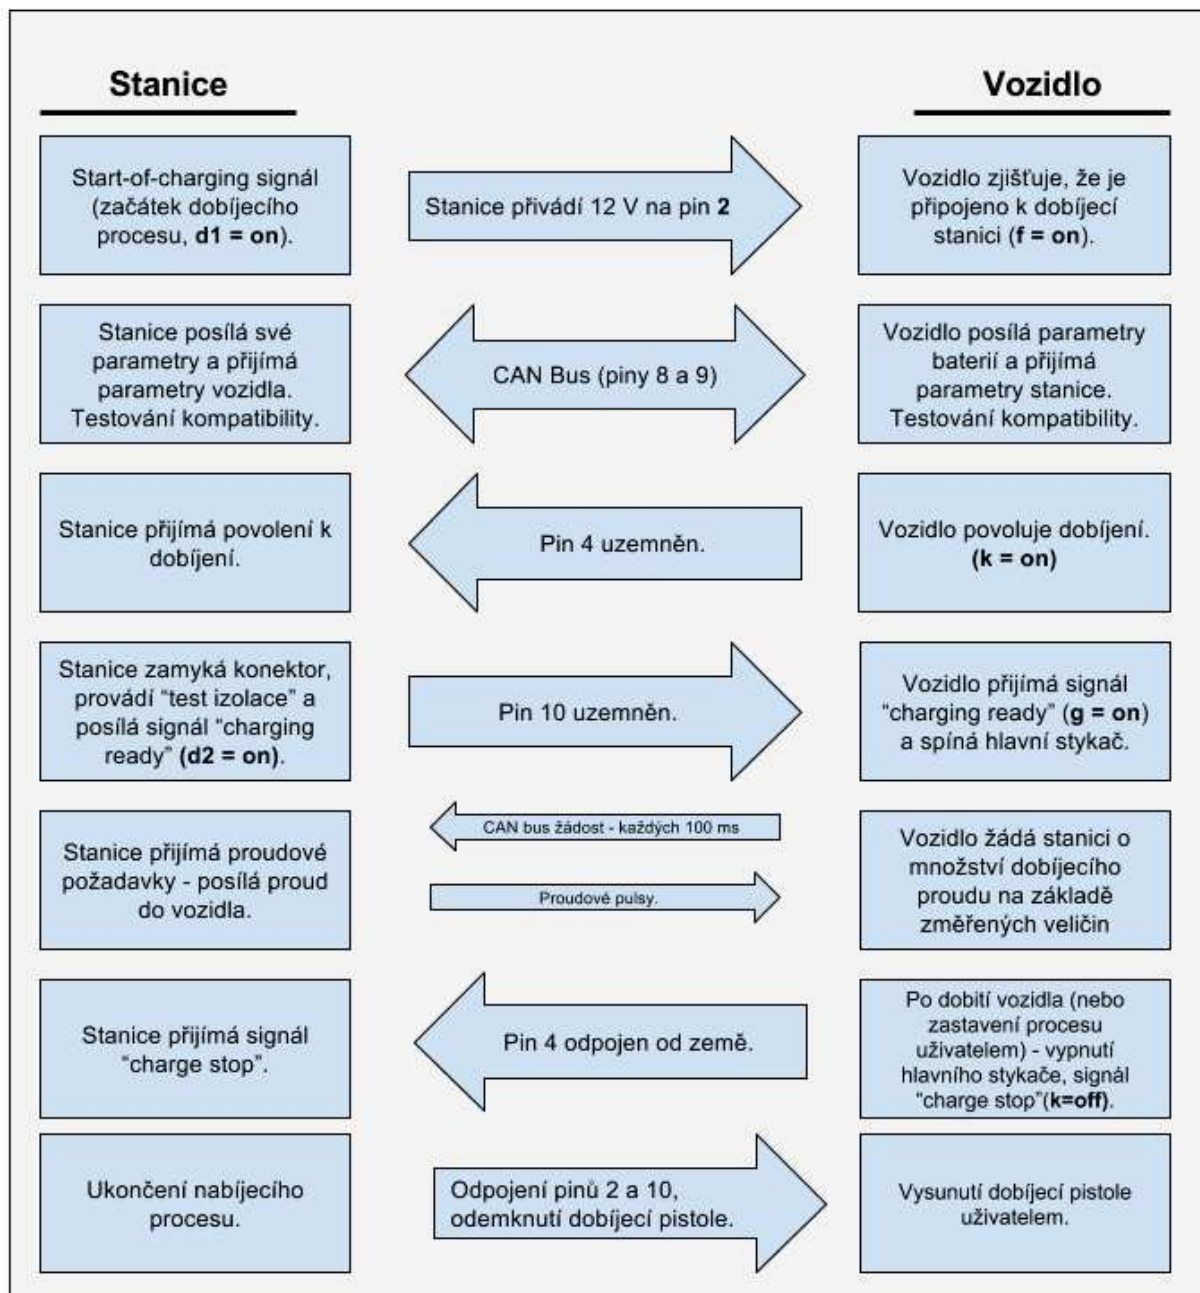 Stanice
Vozidlo
Start-of-charging signál
(začátek dobíjecího
procesu, d1 = on).
Stanice přivádí 12 V na pin 2
Vozidlo zjišťuje, že je
připojeno k dobíjecí
stanici (f = on).
Stanice posílá své
parametry a přijímá
parametry vozidla.
Testování kompatibility.
CAN Bus (piny 8 a 9)
Vozidlo posílá parametry
baterií a přijímá
parametry stanice.
Testování kompatibility.
Stanice přijímá povolení k
dobíjení.
Pin 4 uzemněn.
Vozidlo povoluje dobíjení.
(k = on)
Stanice zamyká konektor,
provádí “test izolace” a
posílá signál “charging
ready” (d2 = on).
Pin 10 uzemněn.
Vozidlo přijímá signál
“charging ready” (g = on)
a spíná hlavní stykač.
Stanice přijímá proudové
požadavky - posílá proud
do vozidla.
CAN bus žádost - každých 100 ms
Proudové pulsy.
Vozidlo žádá stanici o
množství dobíjecího
proudu na základě
změřených veličin
Stanice přijímá signál
“charge stop”.
Pin 4 odpojen od země.
Po dobití vozidla (nebo
zastavení procesu
uživatelem) - vypnutí
hlavního stykače, signál
“charge stop”(k=off).
Ukončení nabíjecího
procesu.
Odpojení pinů 2 a 10,
odemknutí dobíjecí pistole.
Vysunutí dobíjecí pistole
uživatelem.